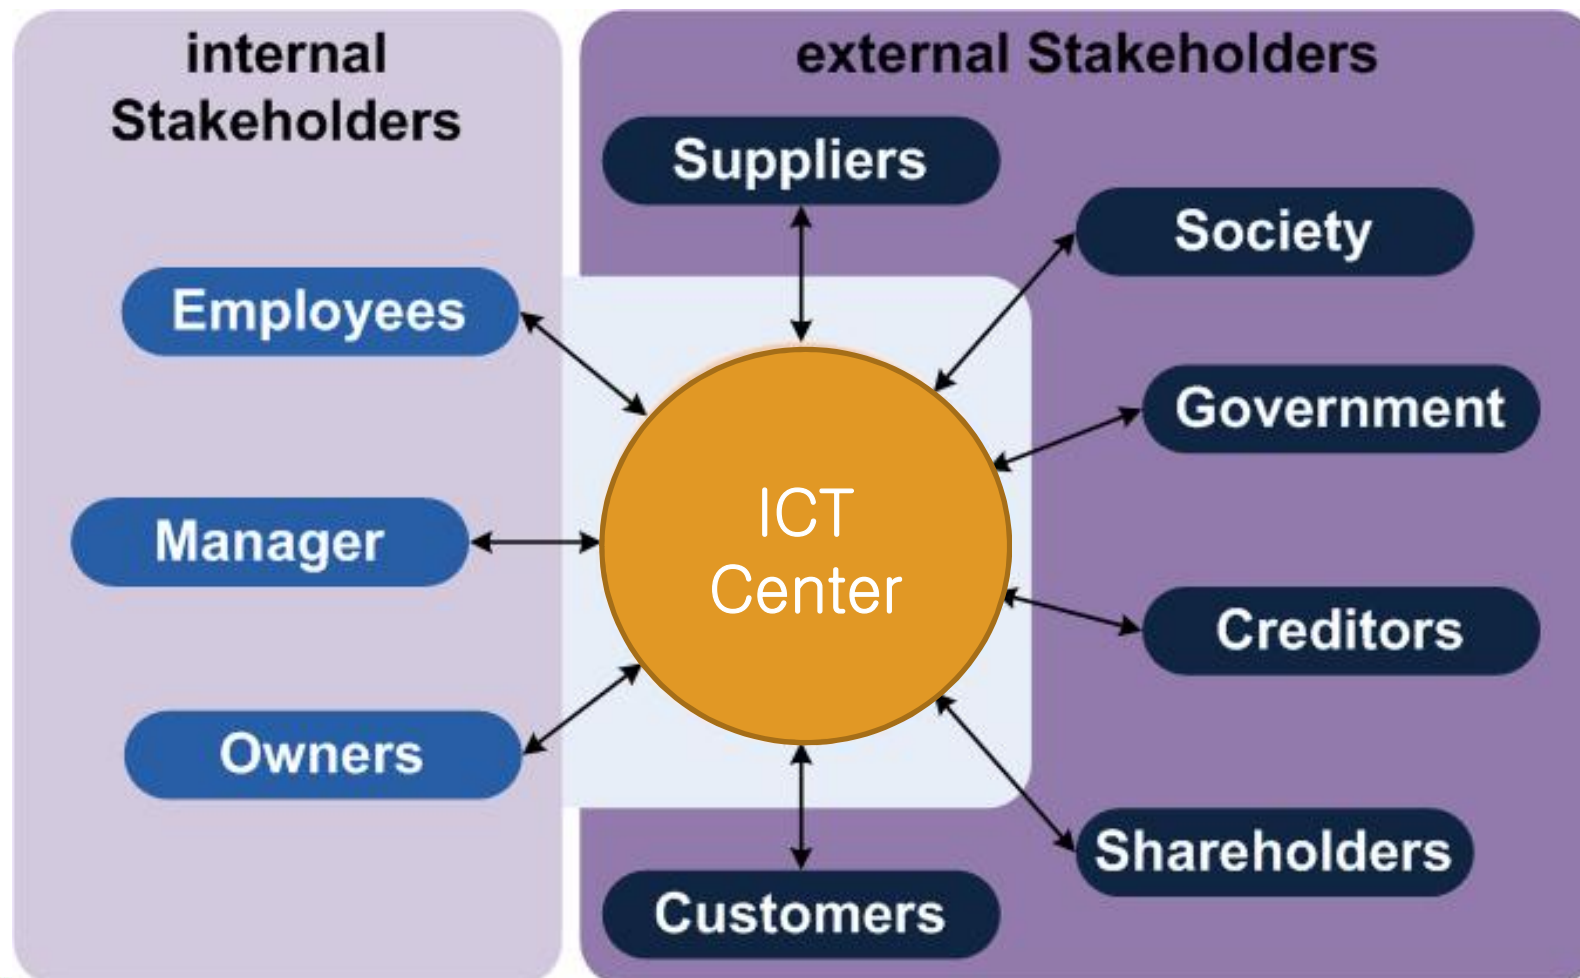 internal
Stakeholders
external Stakeholders
Suppliers
Society
Employees
Government
Manager
ICT
Center
Creditors
Owners
Shareholders
Customers